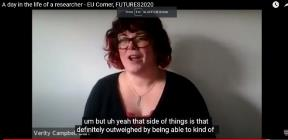 A day in the life of a researcher - EU Corner, FUTURES2020
um but uh yeah that side of things is that
definitely outweighed by being able to kind of
Verity Campbell